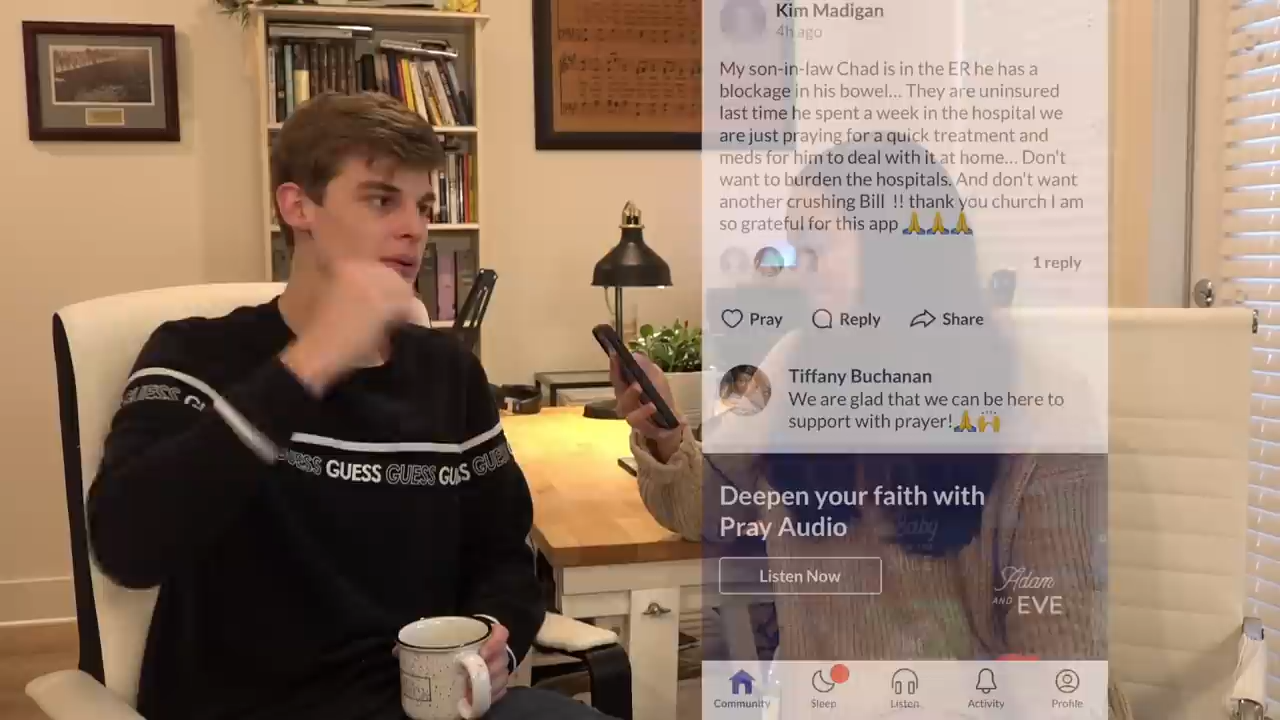 Kim Madigan
4h ago
My son-in-law Chad is in the ER he has a
blockage in his bowel... They are uninsured
last time he spent a week in the hospital we
are just praying for a quick treatment and
meds for him to deal with it at home... Don't
want to burden the hospitals. And don't want
another crushing Bill !! thank you church I am
so grateful for this app 🙏🙏🙏
1 reply
Pray Reply Share
Tiffany Buchanan
We are glad that we can be here to
support with prayer!🙏🙌
Deepen your faith with
Pray Audio
Listen Now
Adam
AND EVE
Community Sleep Listen Activity Profile
GUESS
GUESS GUESS GUESS GUESS